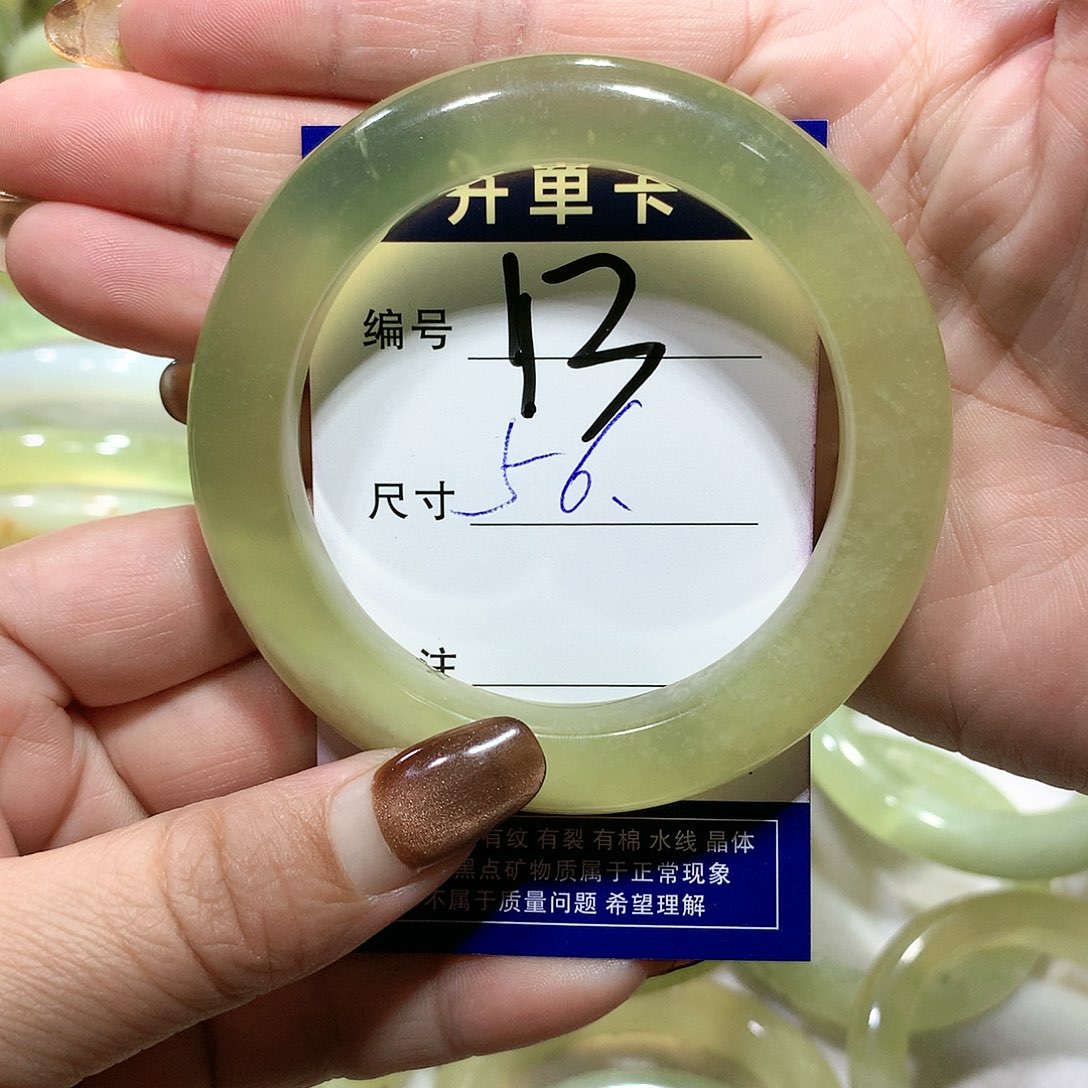 开单卡
编号 13
尺寸 56、
注
有纹 有裂 有棉 水线 晶体
黑点矿物质属于正常现象
不属于质量问题 希望理解